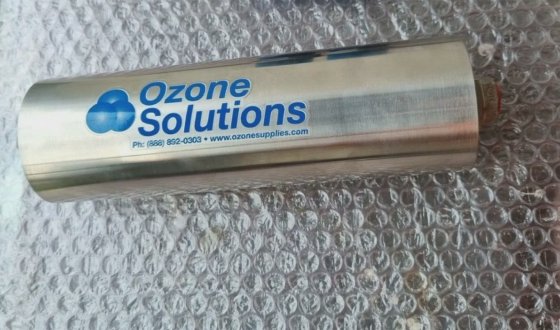 Ozone
Solutions
Ph: (888) 892-0303 • www.ozonesupplies.com